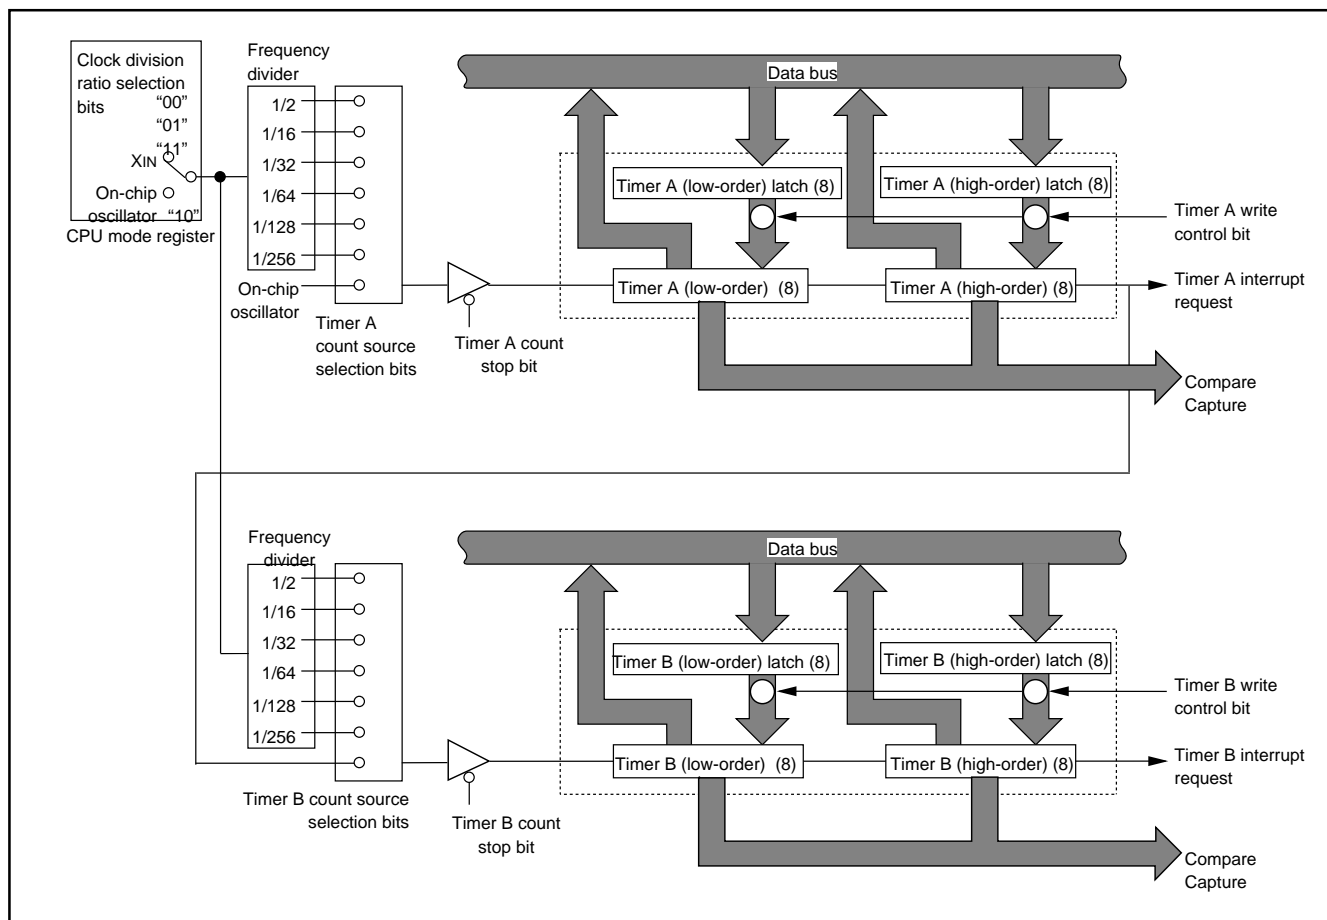 Clock division
ratio selection
bits
“00”
“01”
“11”
XIN
On-chip
oscillator “10”
CPU mode register
Frequency
divider
1/2
1/16
1/32
1/64
1/128
1/256
On-chip
oscillator
Timer A
count source
selection bits
Timer A count
stop bit
Data bus
Timer A (low-order) latch (8)
Timer A (high-order) latch (8)
Timer A write
control bit
Timer A (low-order) (8)
Timer A (high-order) (8)
Timer A interrupt
request
Compare
Capture
Frequency
divider
1/2
1/16
1/32
1/64
1/128
1/256
Timer B count source
selection bits
Timer B count
stop bit
Data bus
Timer B (low-order) latch (8)
Timer B (high-order) latch (8)
Timer B write
control bit
Timer B (low-order) (8)
Timer B (high-order) (8)
Timer B interrupt
request
Compare
Capture